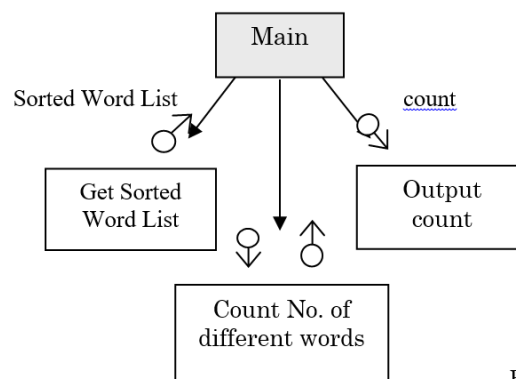 Main
Sorted Word List
count
Get Sorted
Word List
Output
count
Count No. of
different words